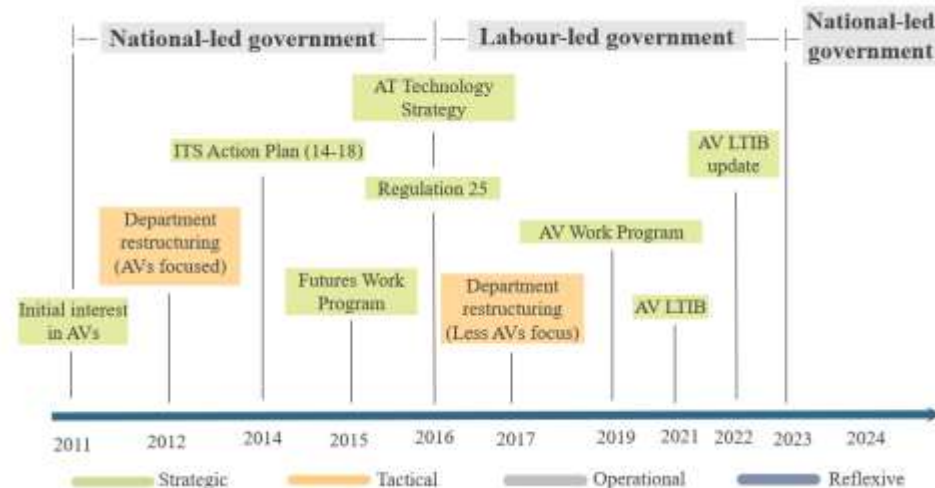 National-led government
Labour-led government
National-led
government
AT Technology
Strategy
ITS Action Plan (14-18)
AV LTIB
update
Regulation 25
Department
restructuring
(AVs focused)
AV Work Program
Futures Work
Program
Department
restructuring
(Less AVs focus)
Initial interest
in AVs
AV LTIB
2011
2012
2014
2015
2016
2017
2019
2021
2022
2023
2024
Strategic
Tactical
Operational
Reflexive